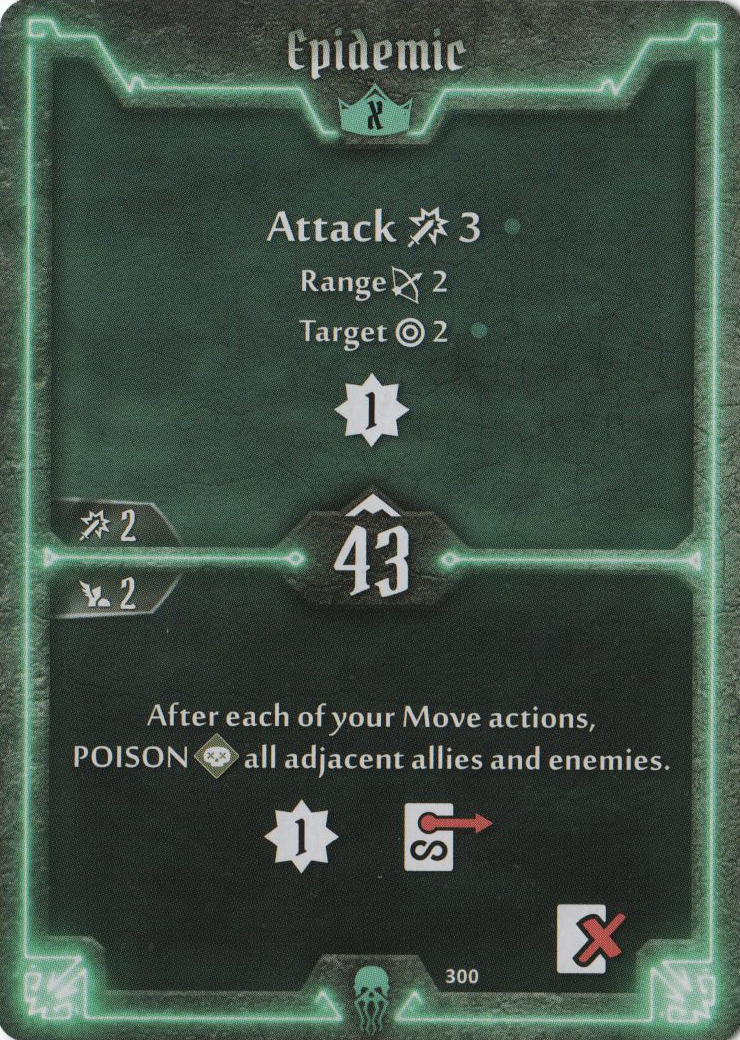 Epidemic
X
Attack 3
Range 2
Target 2
1
2
43
2
After each of your Move actions,
POISON all adjacent allies and enemies.
1
300